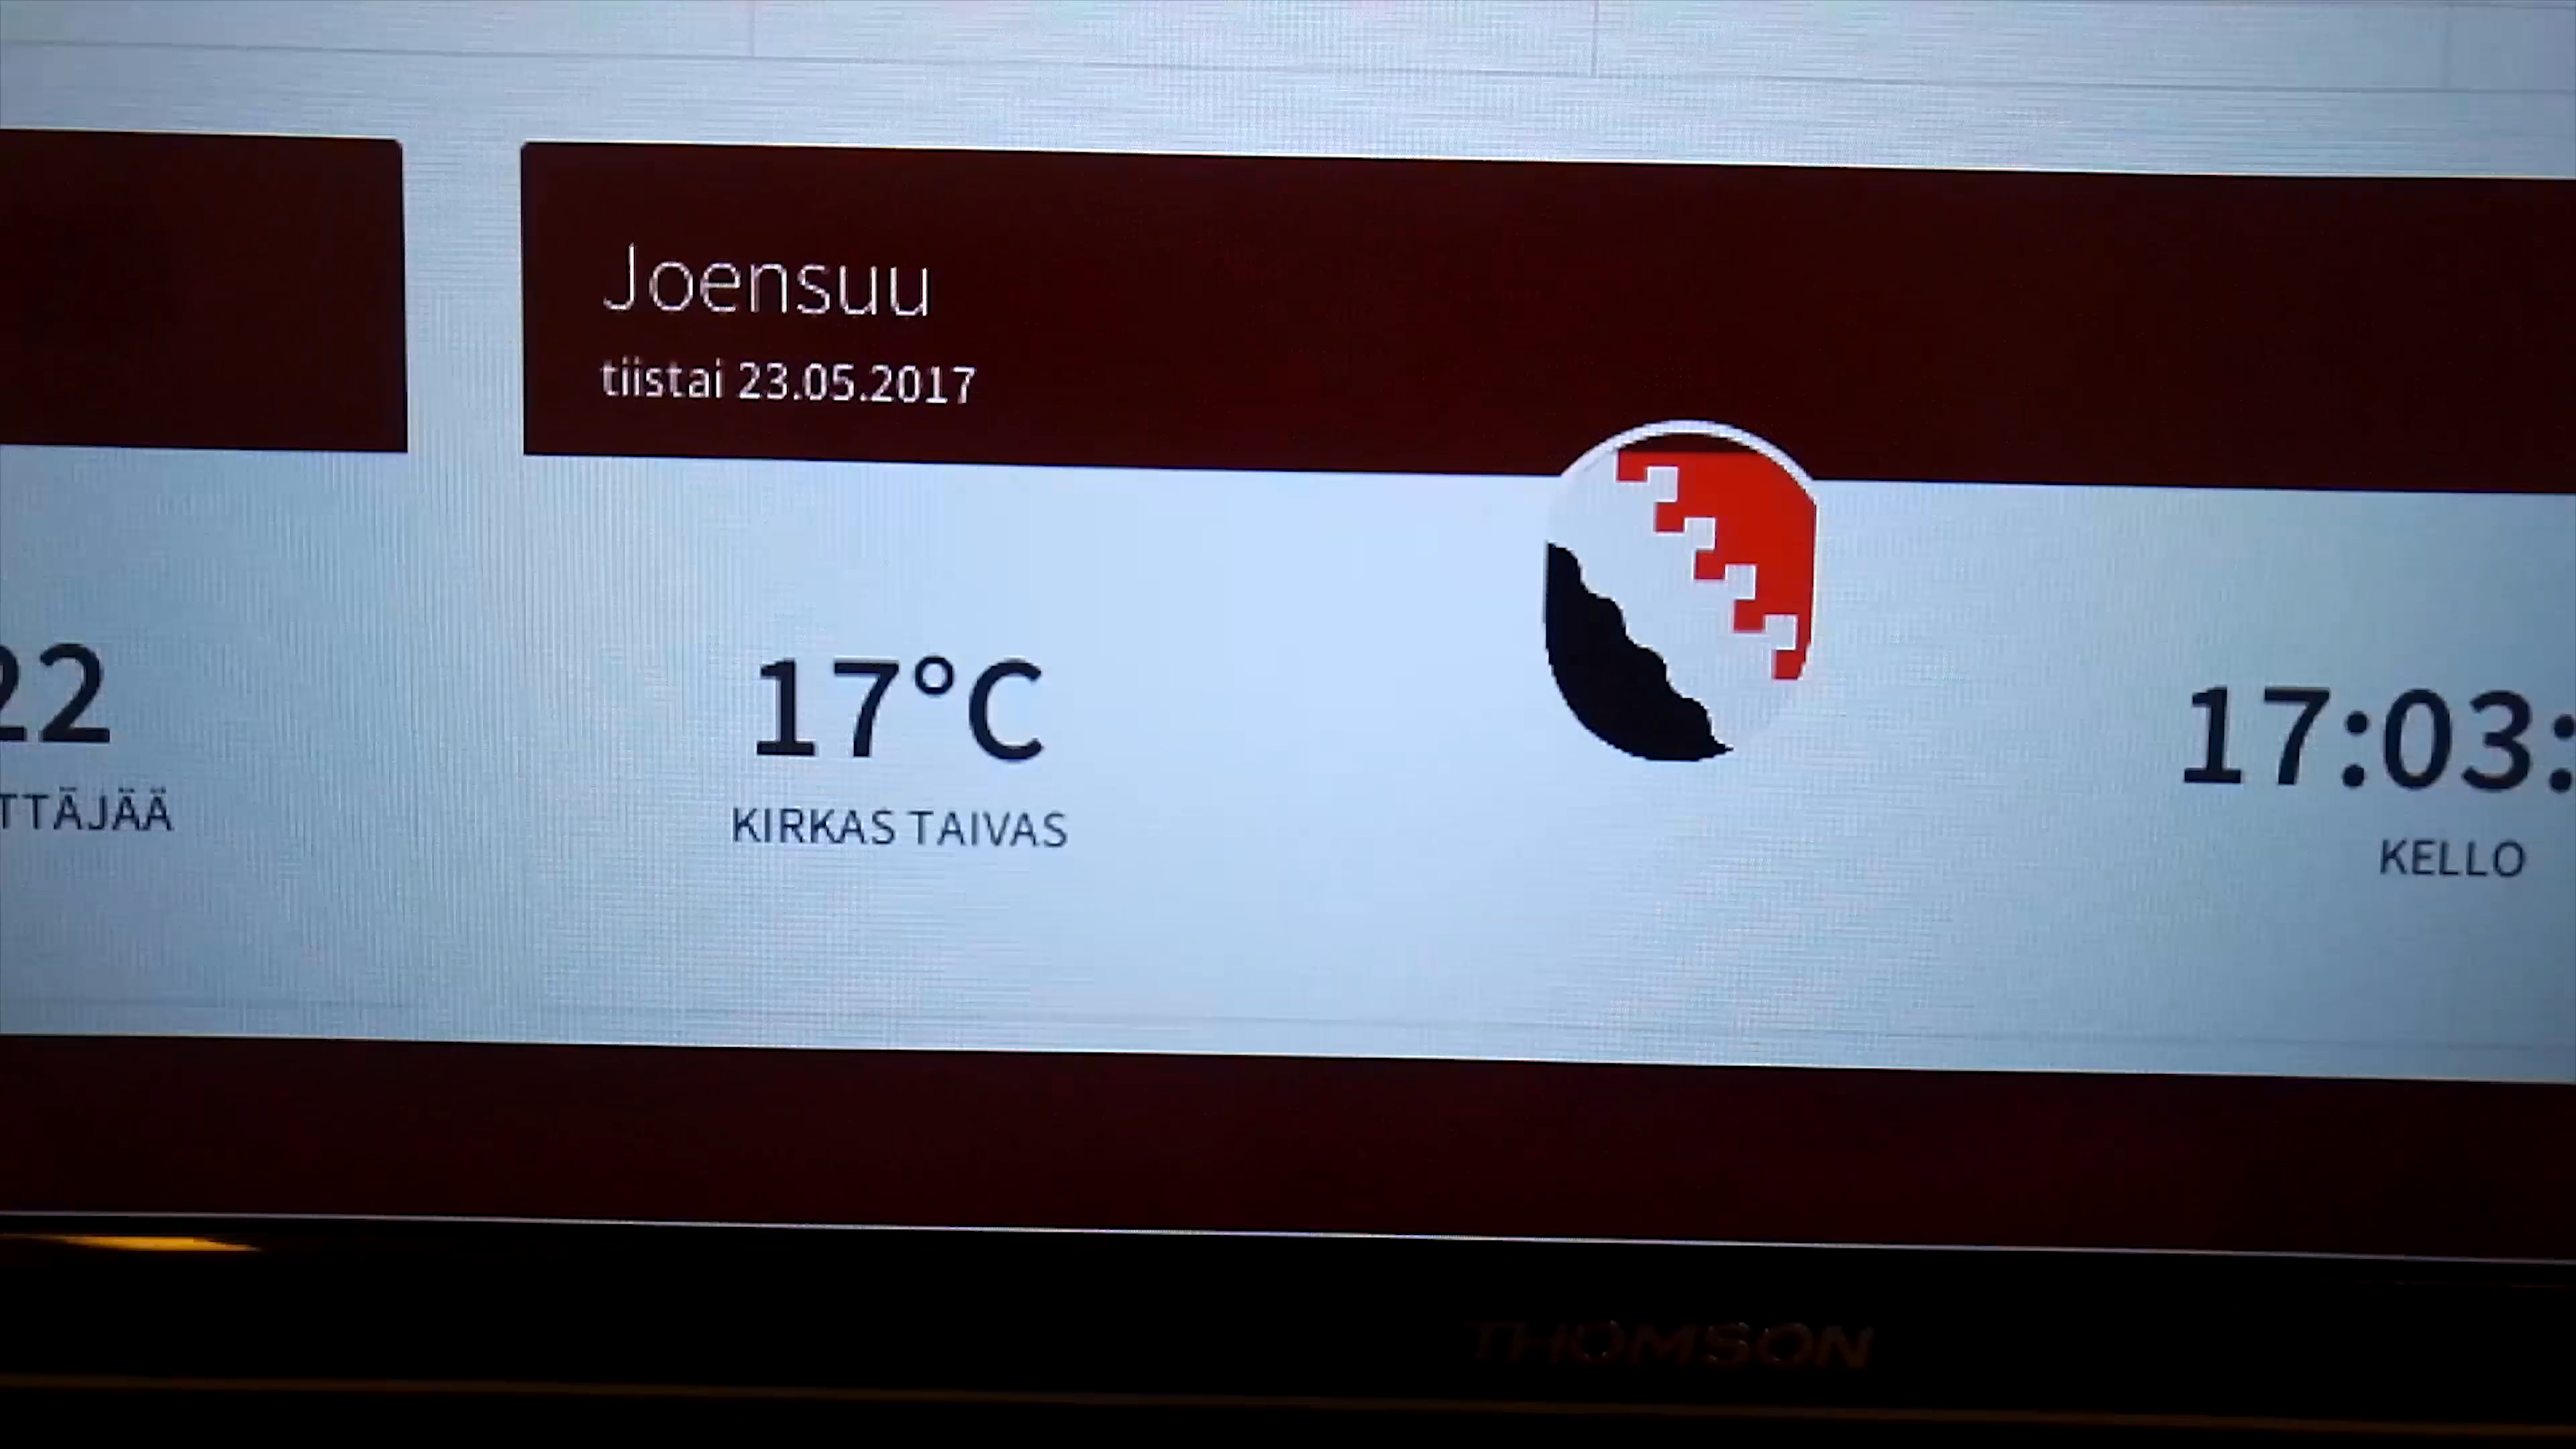 Joensuu
tiistai 23.05.2017
22
TTÄJÄÄ
17°C
KIRKAS TAIVAS
17:03:
KELLO
THOMSON